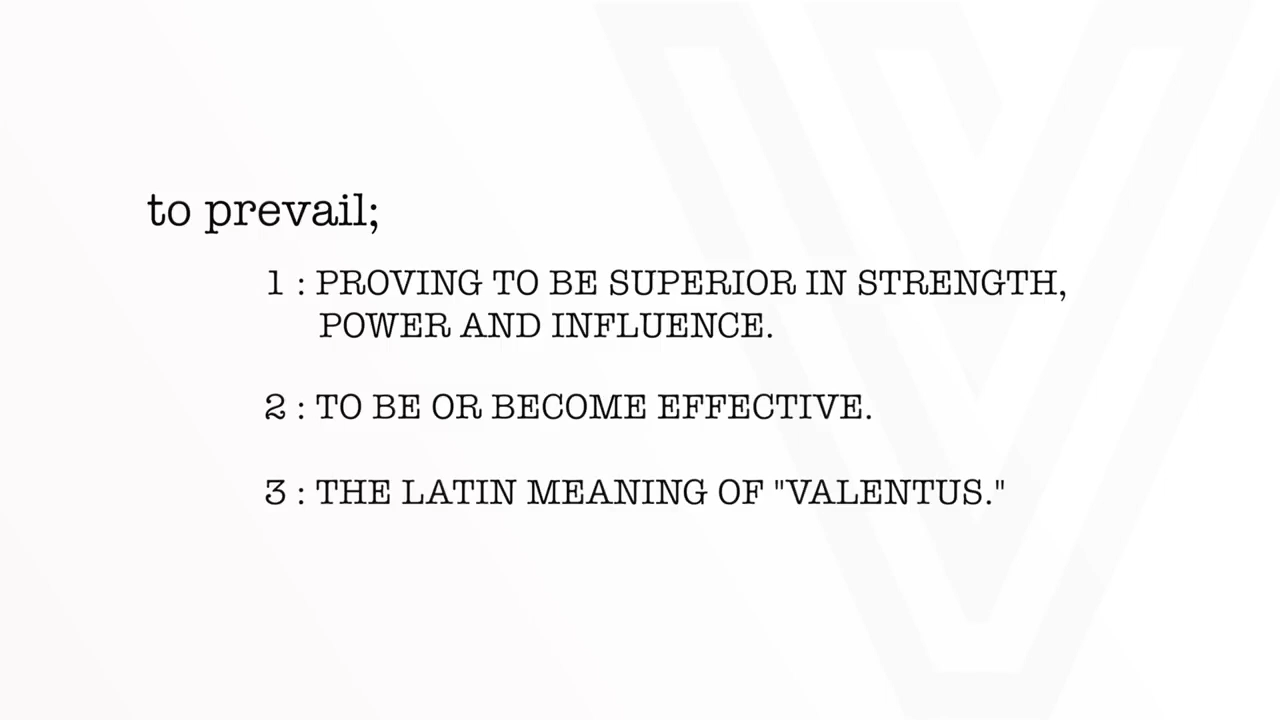 to prevail;
1 : PROVING TO BE SUPERIOR IN STRENGTH,
POWER AND INFLUENCE.
2 : TO BE OR BECOME EFFECTIVE.
3 : THE LATIN MEANING OF "VALENTUS."